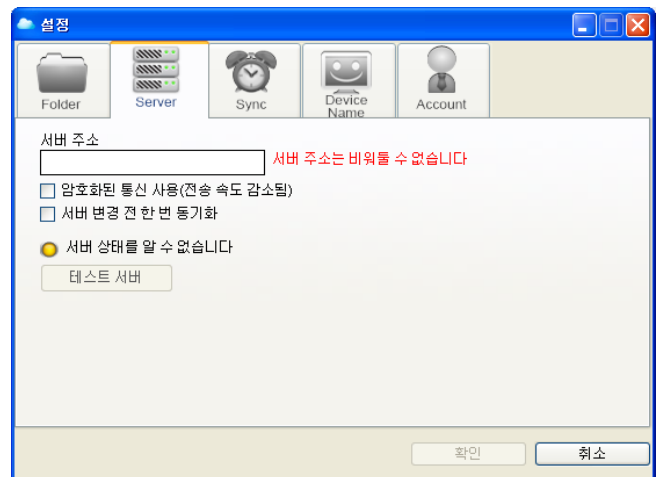 설정
Folder
Server
Sync
Device
Name
Account
서버 주소
서버 주소는 비워둘 수 없습니다
암호화된 통신 사용(전송 속도 감소됨)
서버 변경 전 한 번 동기화
서버 상태를 알 수 없습니다
테스트 서버
확인
취소